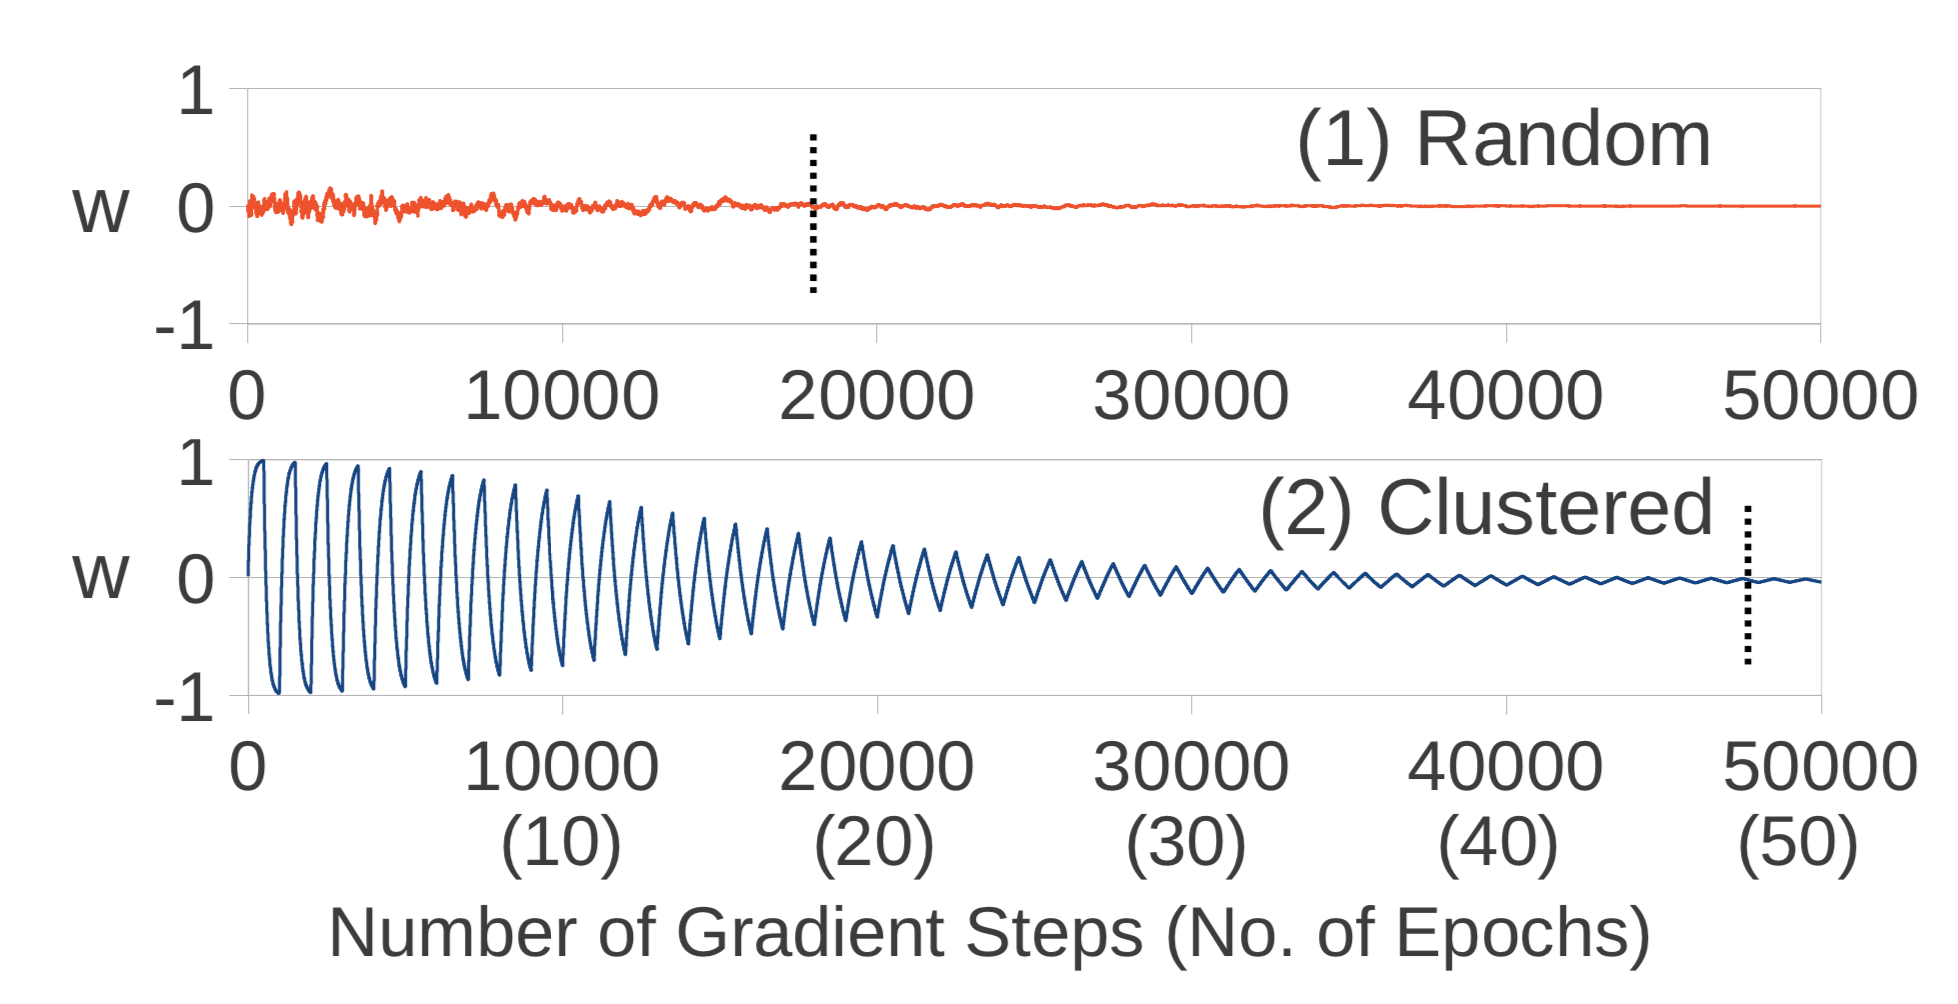 1
(1) Random
w 0
-1
0 10000 20000 30000 40000 50000
1
(2) Clustered
w 0
-1
0 10000 20000 30000 40000 50000
(10) (20) (30) (40) (50)
Number of Gradient Steps (No. of Epochs)